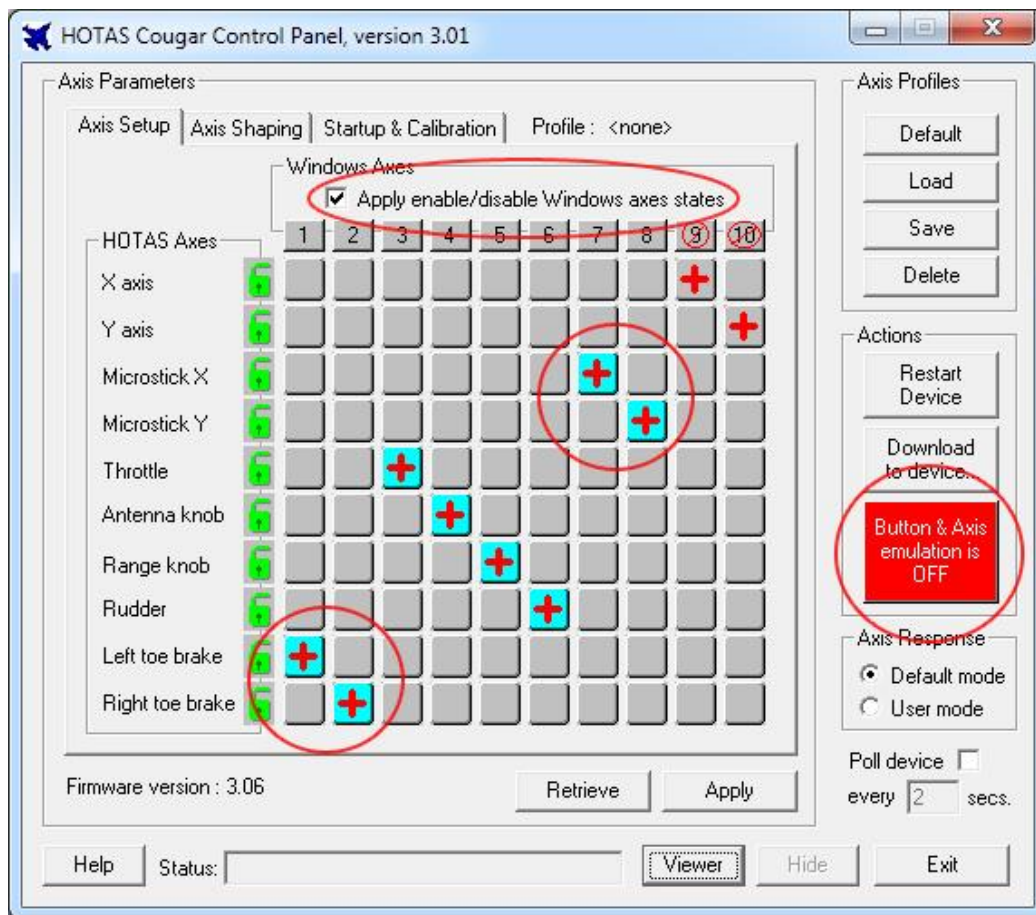 HOTAS Cougar Control Panel, version 3.01
Axis Parameters
Axis Setup
Axis Shaping
Startup & Calibration
Profile : <none>
Windows Axes
Apply enable/disable Windows axes states
HOTAS Axes
1 2 3 4 5 6 7 8 9 10
X axis
Y axis
Microstick X
Microstick Y
Throttle
Antenna knob
Range knob
Rudder
Left toe brake
Right toe brake
Firmware version : 3.06
Retrieve
Apply
Axis Profiles
Default
Load
Save
Delete
Actions
Restart
Device
Download
to device...
Button & Axis
emulation is
OFF
Axis Response
Default mode
User mode
Poll device
every 2 secs.
Help
Status:
Viewer
Hide
Exit